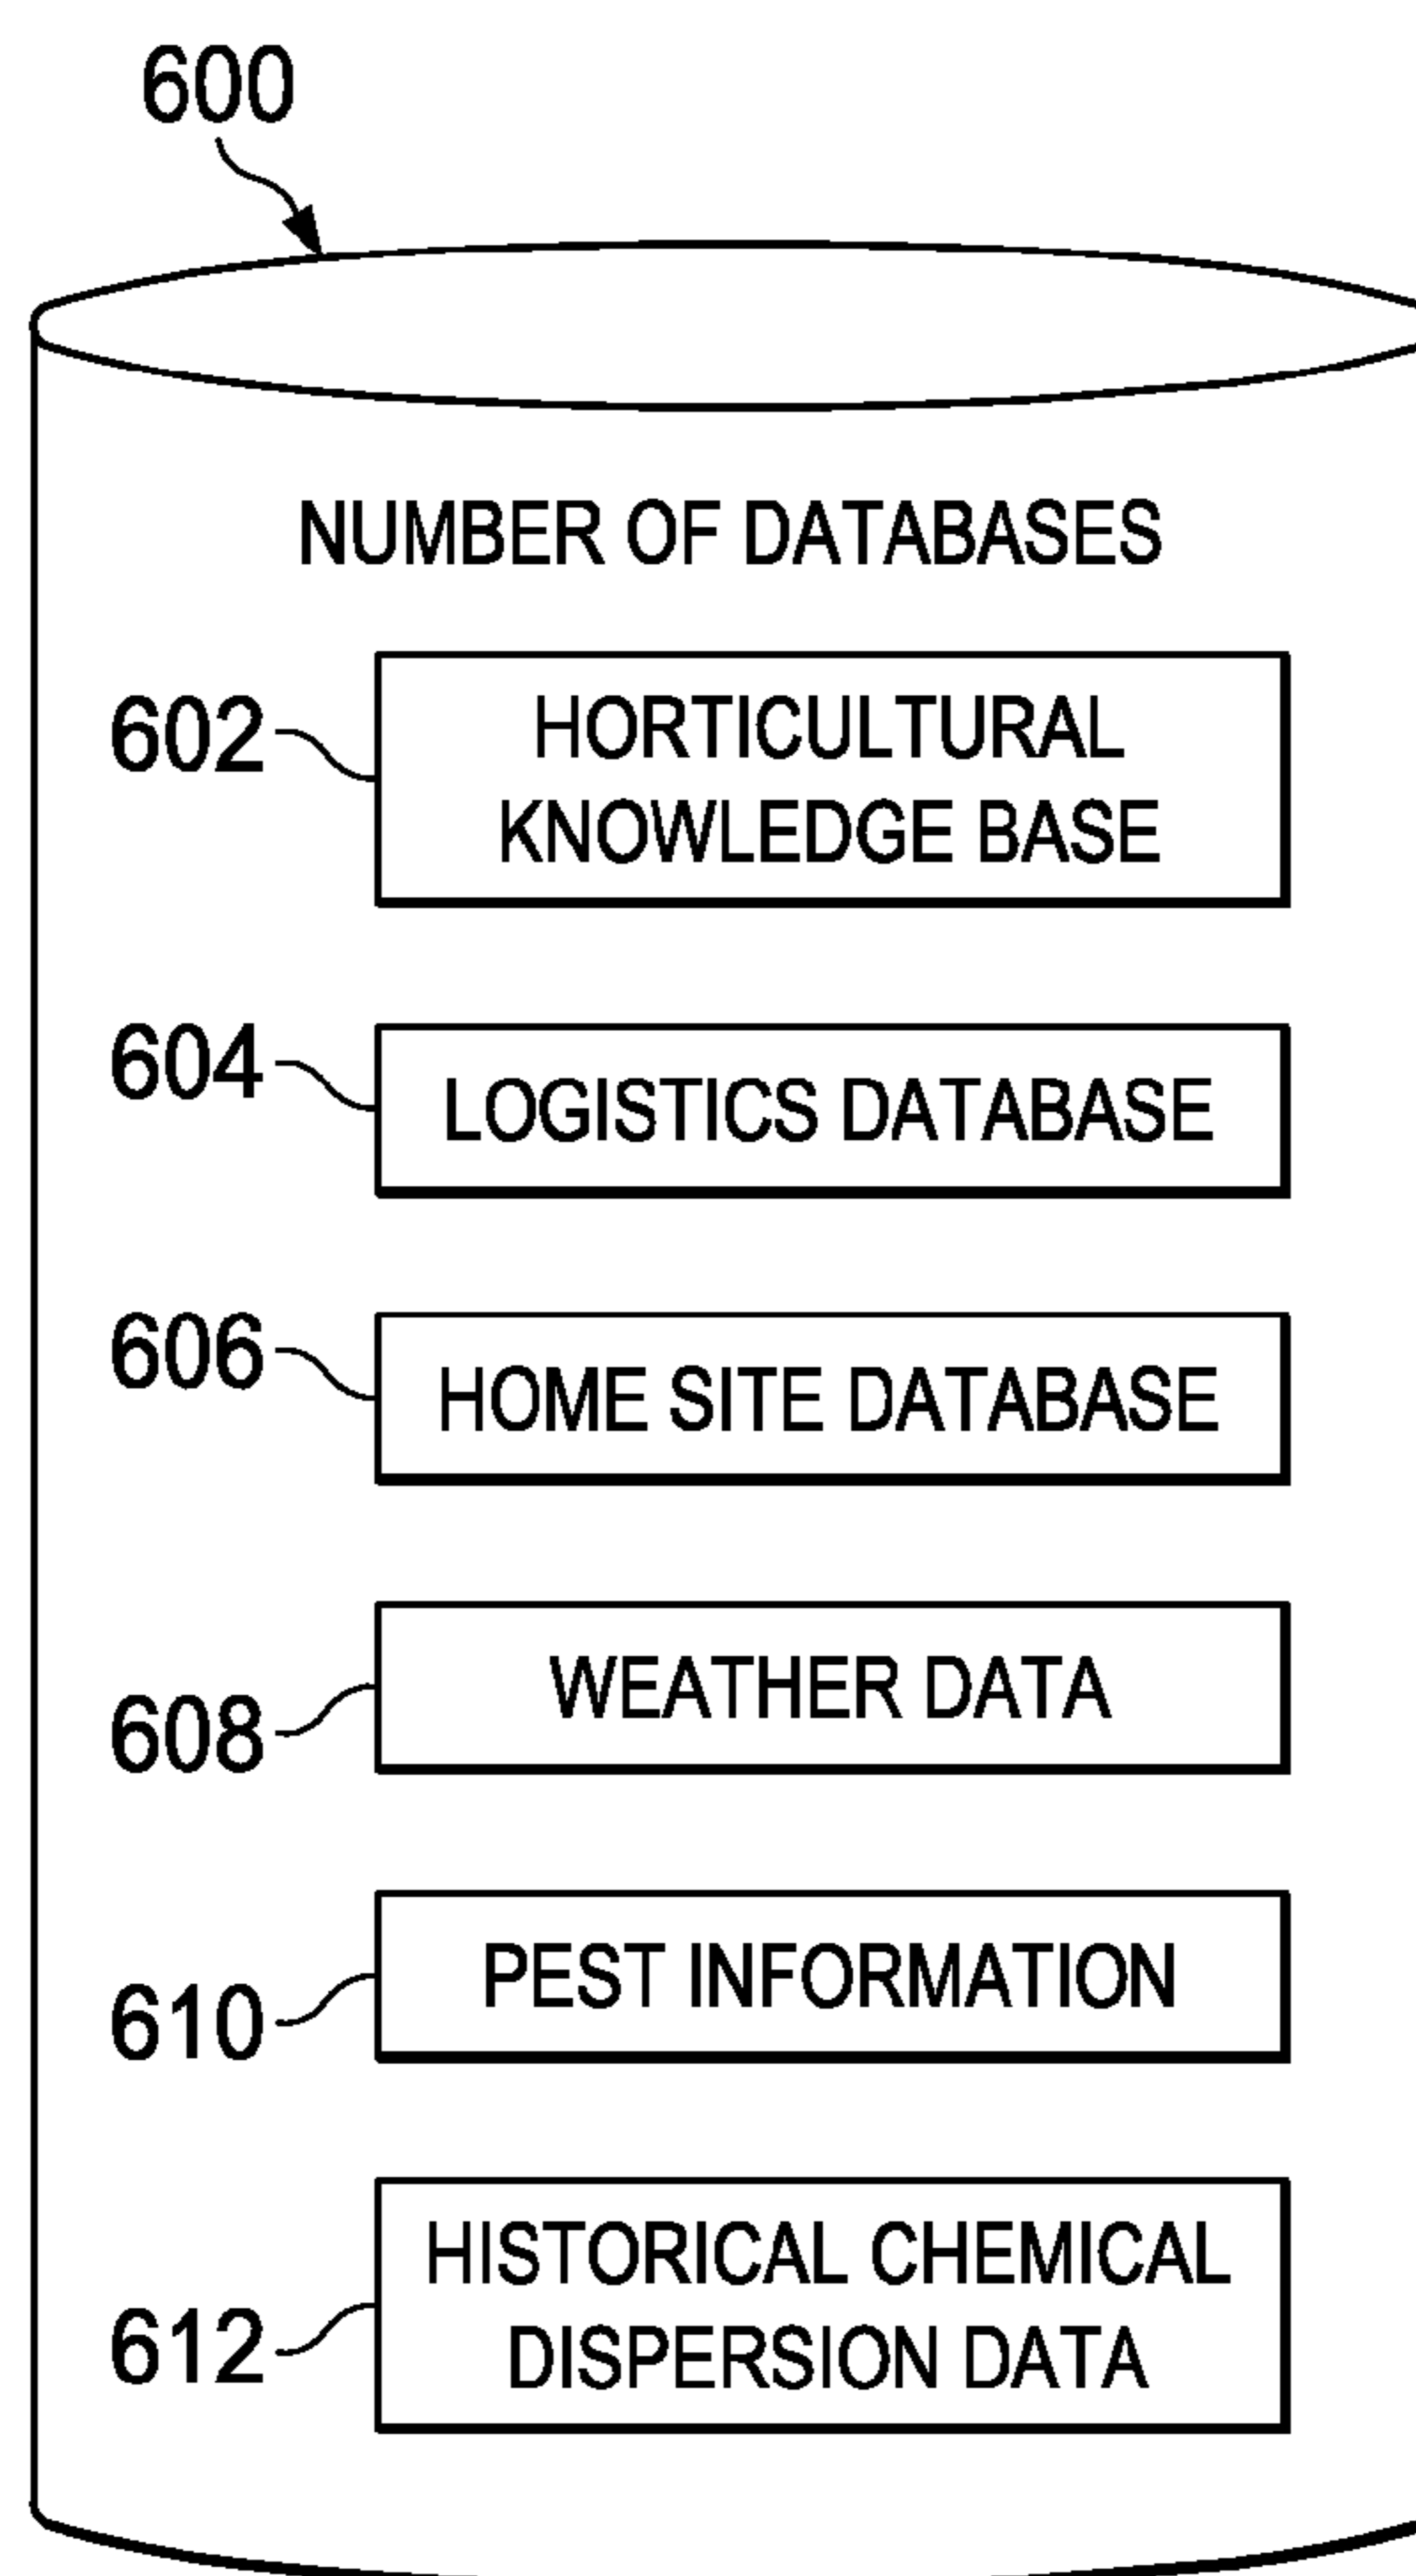 600
NUMBER OF DATABASES
602
HORTICULTURAL
KNOWLEDGE BASE
604
LOGISTICS DATABASE
606
HOME SITE DATABASE
608
WEATHER DATA
610
PEST INFORMATION
612
HISTORICAL CHEMICAL
DISPERSION DATA